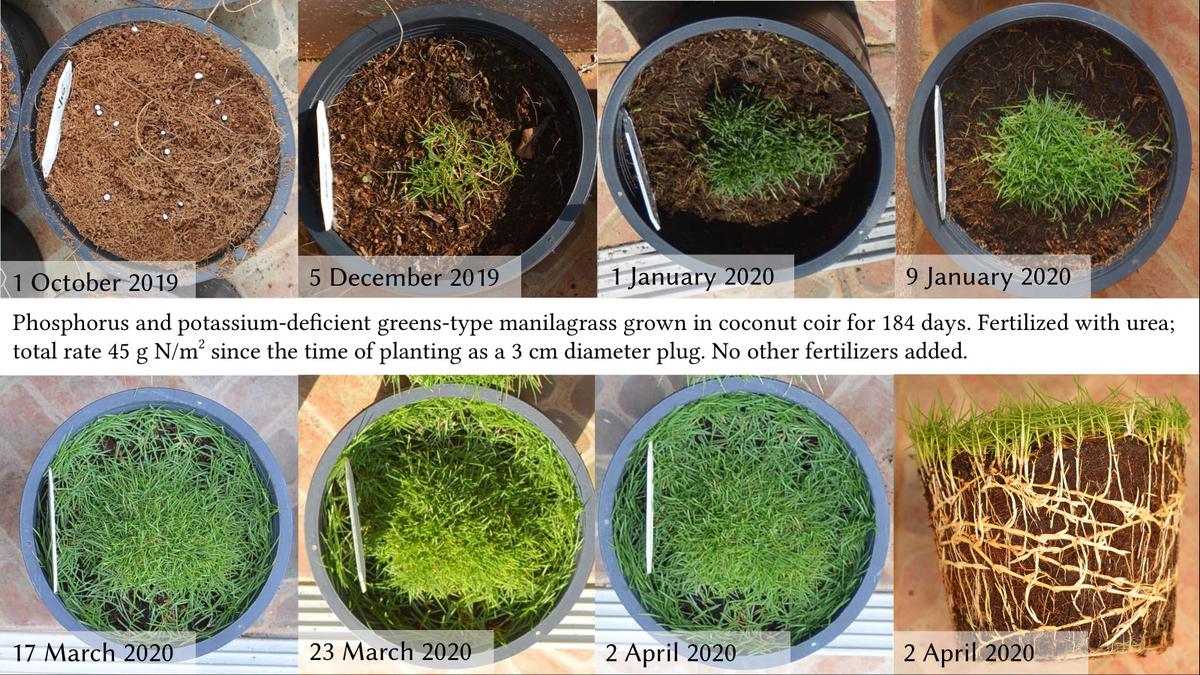 1 October 2019
5 December 2019
1 January 2020
9 January 2020
Phosphorus and potassium-deficient greens-type manilagrass grown in coconut coir for 184 days. Fertilized with urea;
total rate 45 g N/m² since the time of planting as a 3 cm diameter plug. No other fertilizers added.
17 March 2020
23 March 2020
2 April 2020
2 April 2020